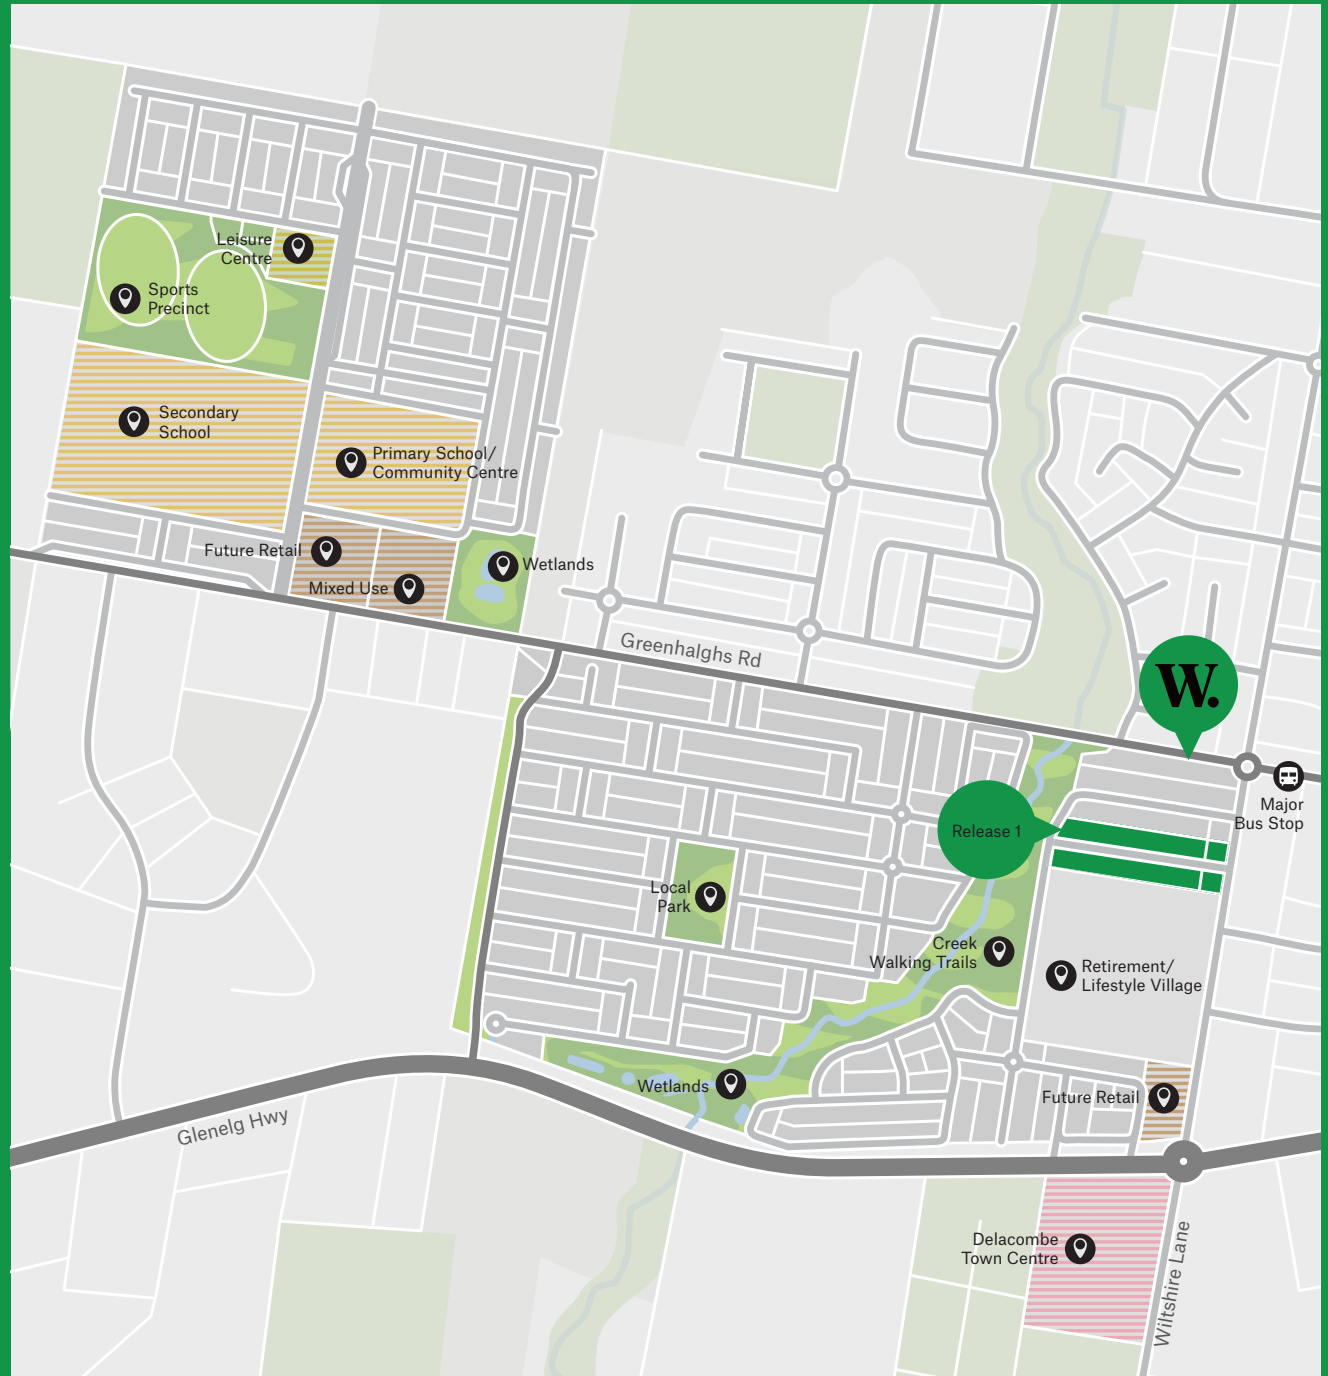 Leisure
Centre
Sports
Precinct
Secondary
School
Primary School/
Community Centre
Future Retail
Wetlands
Mixed Use
Greenhalghs Rd
W.
Major
Bus Stop
Release 1
Local
Park
Creek
Walking Trails
Retirement/
Lifestyle Village
Wetlands
Future Retail
Glenelg Hwy
Delacombe
Town Centre
Wiltshire Lane